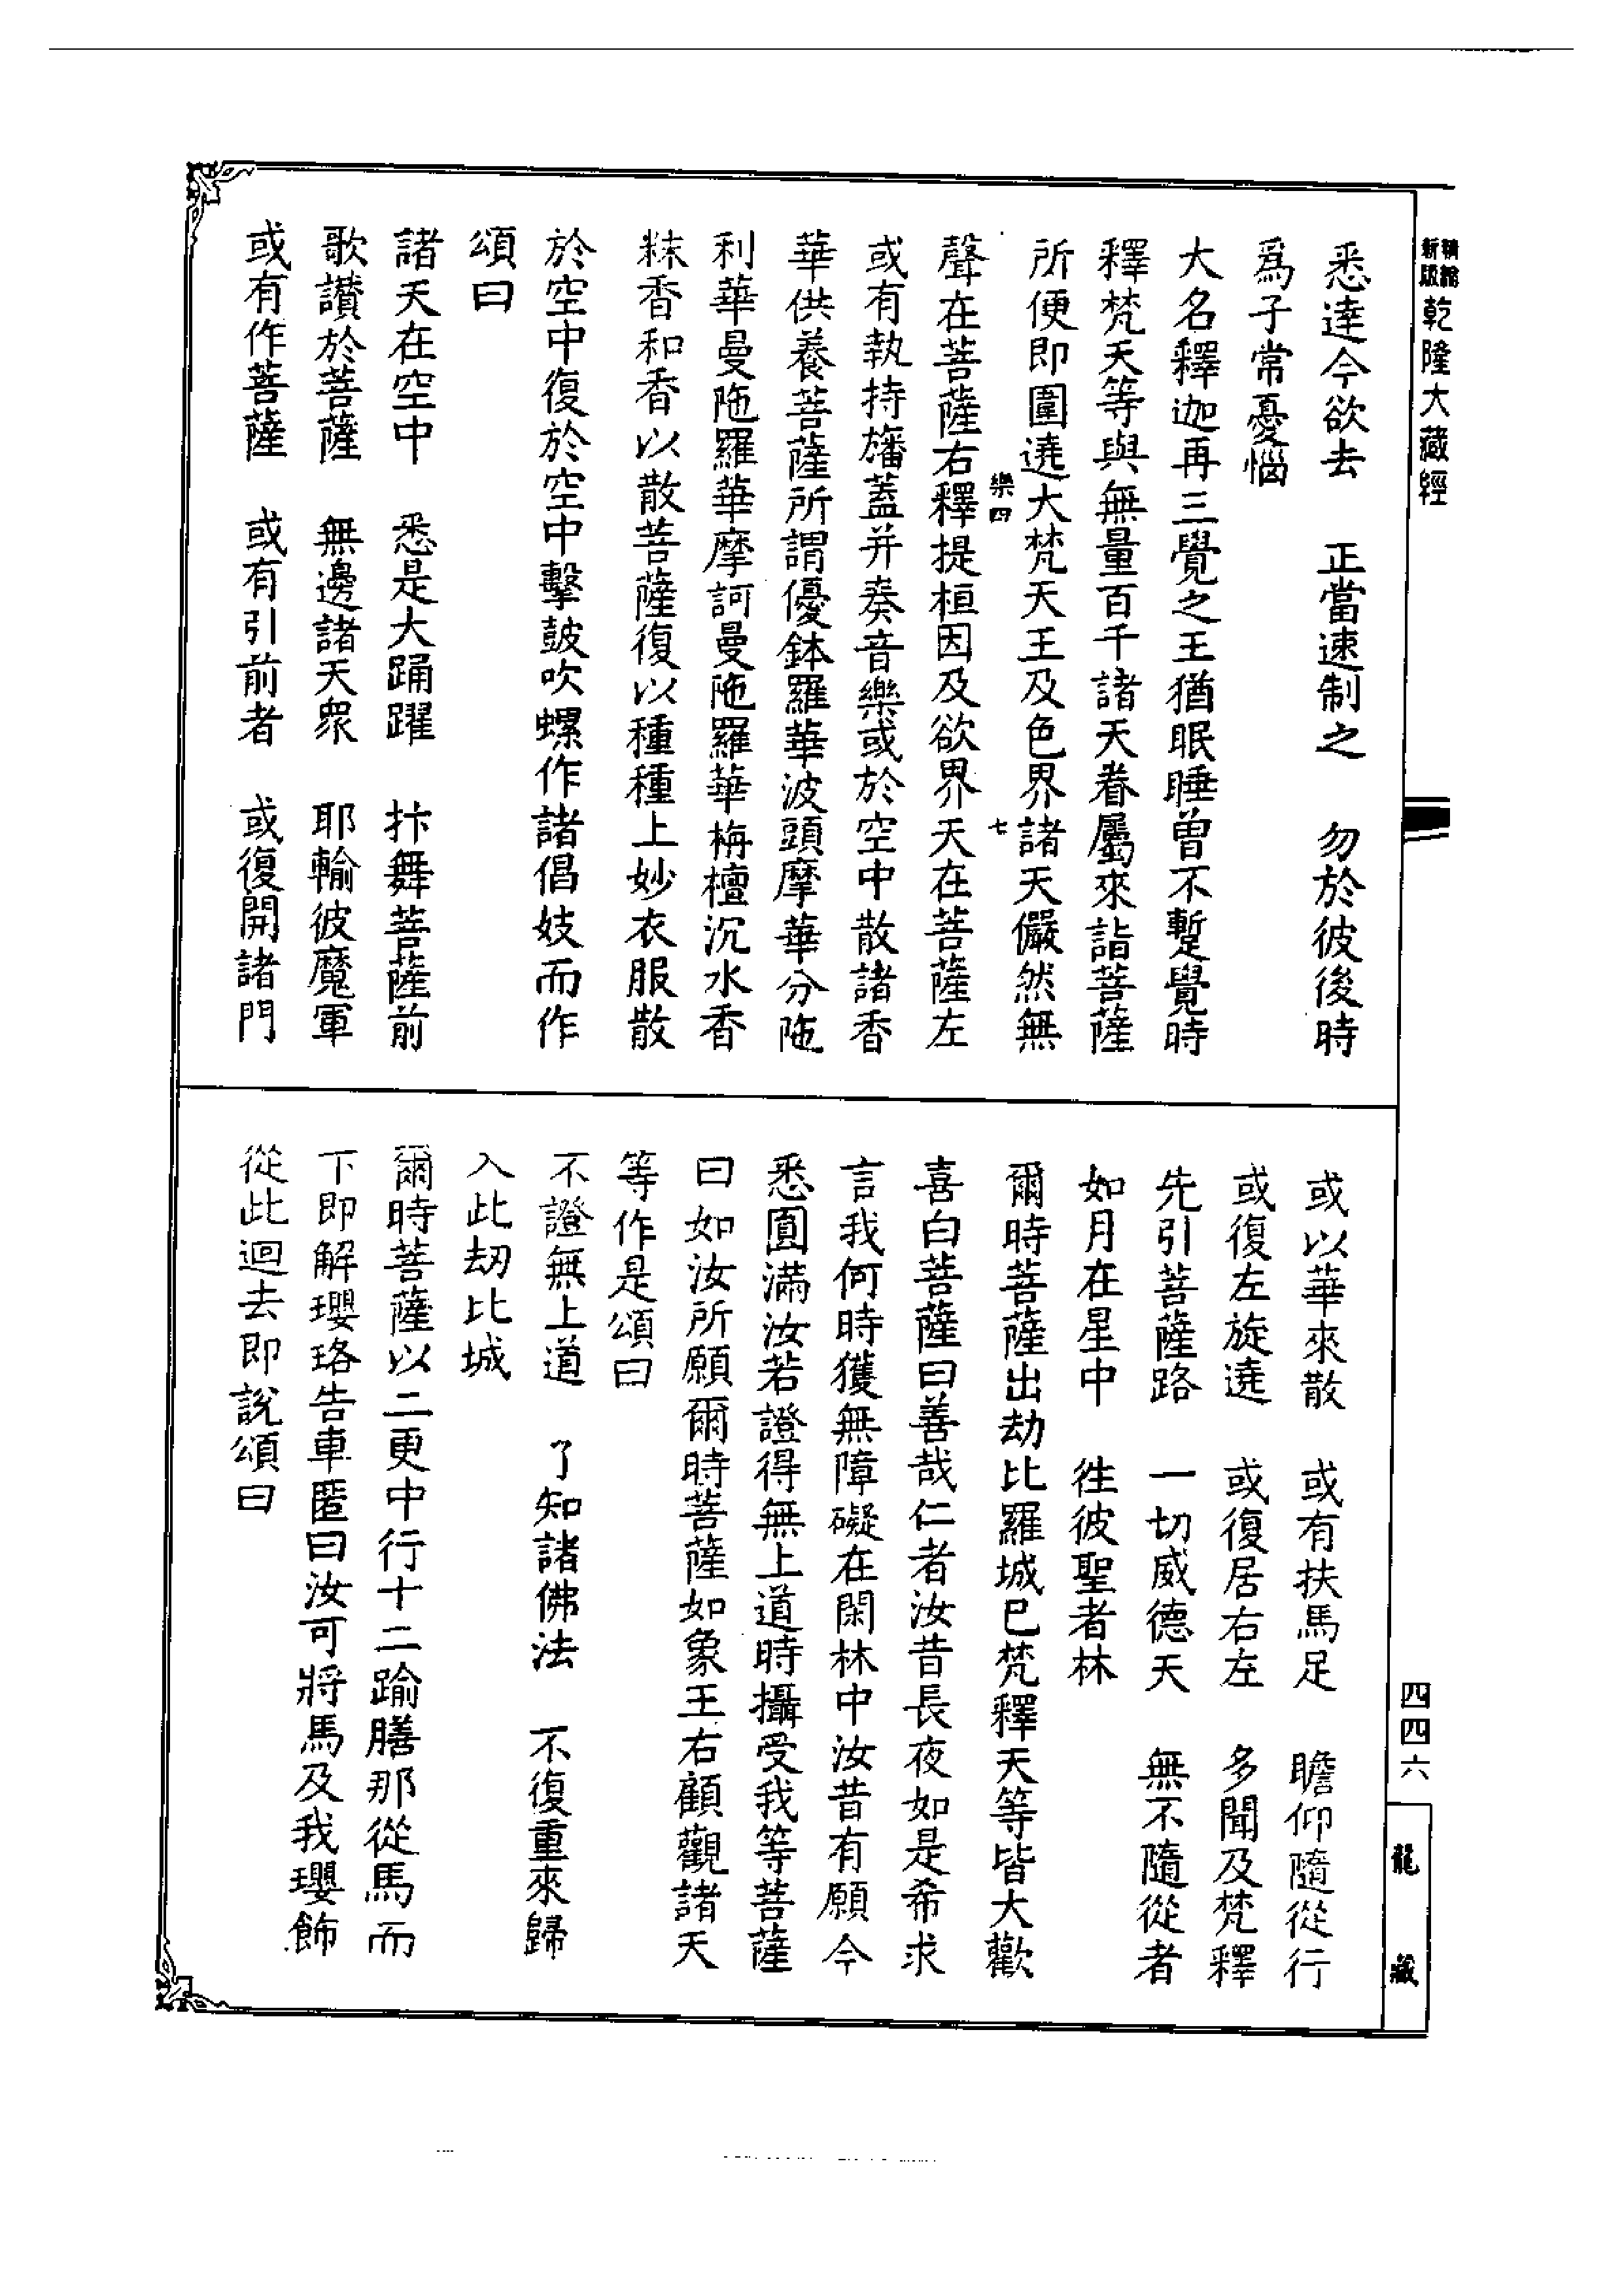 精縮新版乾隆大藏經
悉達今欲去　正當速制之　勿於彼後時
爲子常憂惱
大名釋迦再三覺之王猶眠睡曾不蹔覺時
釋梵天等與無量百千諸天眷屬來詣菩薩
所便即圍遶大梵天王及色界諸天儼然無
樂四　七
聲在菩薩右釋提桓因及欲界天在菩薩左
或有執持旛蓋并奏音樂或於空中散諸香
華供養菩薩所謂優鉢羅華波頭摩華分陁
利華曼陁羅華摩訶曼陁羅華栴檀沉水香
粖香和香以散菩薩復以種種上妙衣服散
於空中復於空中擊鼓吹螺作諸倡妓而作
頌曰
諸天在空中　悉是大踊躍　抃舞菩薩前
歌讃於菩薩　無邊諸天衆　耶輸彼魔軍
或有作菩薩　或有引前者　或復開諸門
或以華來散　或有扶馬足　瞻仰隨從行
或復左旋遶　或復居右左　多聞及梵釋
先引菩薩路　一切威德天　無不隨從者
如月在星中　徃彼聖者林
爾時菩薩出劫比羅城已梵釋天等皆大歡
喜白菩薩曰善哉仁者汝昔長夜如是希求
言我何時獲無障礙在閑林中汝昔有願今
悉圓滿汝若證得無上道時攝受我等菩薩
曰如汝所願爾時菩薩如象王右顧觀諸天
等作是頌曰
不證無上道　了知諸佛法　不復重來歸
入此劫比城
爾時菩薩以二更中行十二踰膳那從馬而
下即解瓔珞告車匿曰汝可將馬及我瓔飾
從此迴去即說頌曰
四四六
龍藏